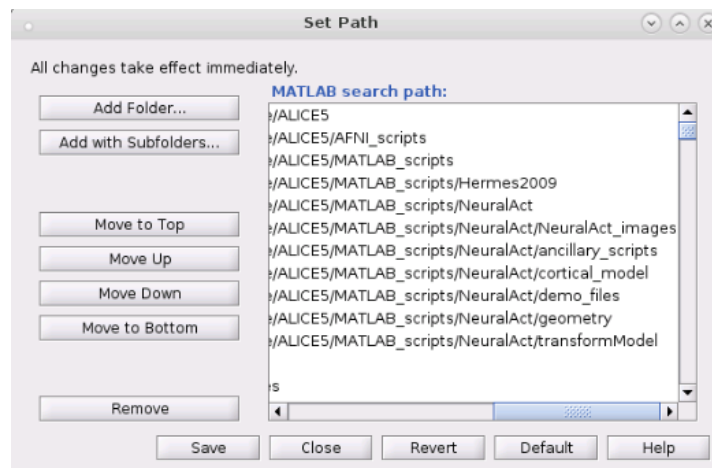 Set Path
All changes take effect immediately.
MATLAB search path:
Add Folder...
Add with Subfolders...
Move to Top
Move Up
Move Down
Move to Bottom
Remove
/ALICE5
/ALICE5/AFNI_scripts
/ALICE5/MATLAB_scripts
/ALICE5/MATLAB_scripts/Hermes2009
/ALICE5/MATLAB_scripts/NeuralAct
/ALICE5/MATLAB_scripts/NeuralAct/NeuralAct_images
/ALICE5/MATLAB_scripts/NeuralAct/ancillary_scripts
/ALICE5/MATLAB_scripts/NeuralAct/cortical_model
/ALICE5/MATLAB_scripts/NeuralAct/demo_files
/ALICE5/MATLAB_scripts/NeuralAct/geometry
/ALICE5/MATLAB_scripts/NeuralAct/transformModel
Save
Close
Revert
Default
Help